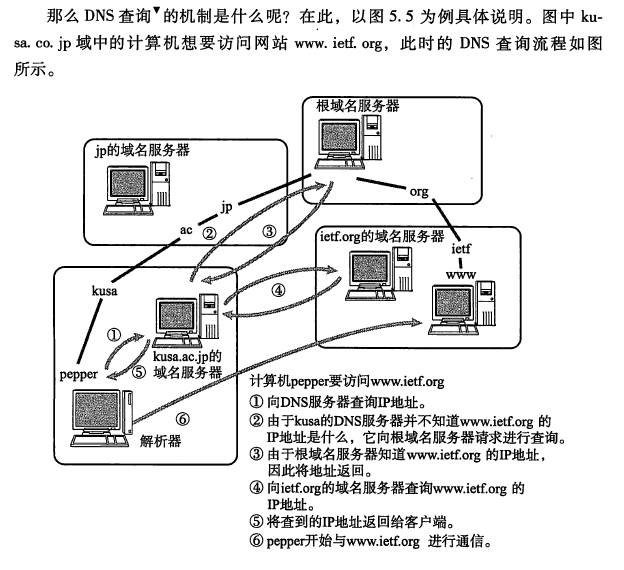 那么 DNS 查询▼的机制是什么呢？在此，以图 5.5 为例具体说明。图中 ku-
sa. co. jp 域中的计算机想要访问网站 www. ietf. org，此时的 DNS 查询流程如图
所示。
根域名服务器
jp的域名服务器
org
jp
ac
②
③
ietf.org的域名服务器
ietf
www
kusa
④
①
kusa.ac.jp的
域名服务器
⑤
pepper
⑥
解析器
计算机pepper要访问www.ietf.org
① 向DNS服务器查询IP地址。
② 由于kusa的DNS服务器并不知道www.ietf.org 的
IP地址是什么，它向根域名服务器请求进行查询。
③ 由于根域名服务器知道www.ietf.org 的IP地址，
因此将地址返回。
④ 向ietf.org的域名服务器查询www.ietf.org 的
IP地址。
⑤ 将查到的IP地址返回给客户端。
⑥ pepper开始与www.ietf.org 进行通信。